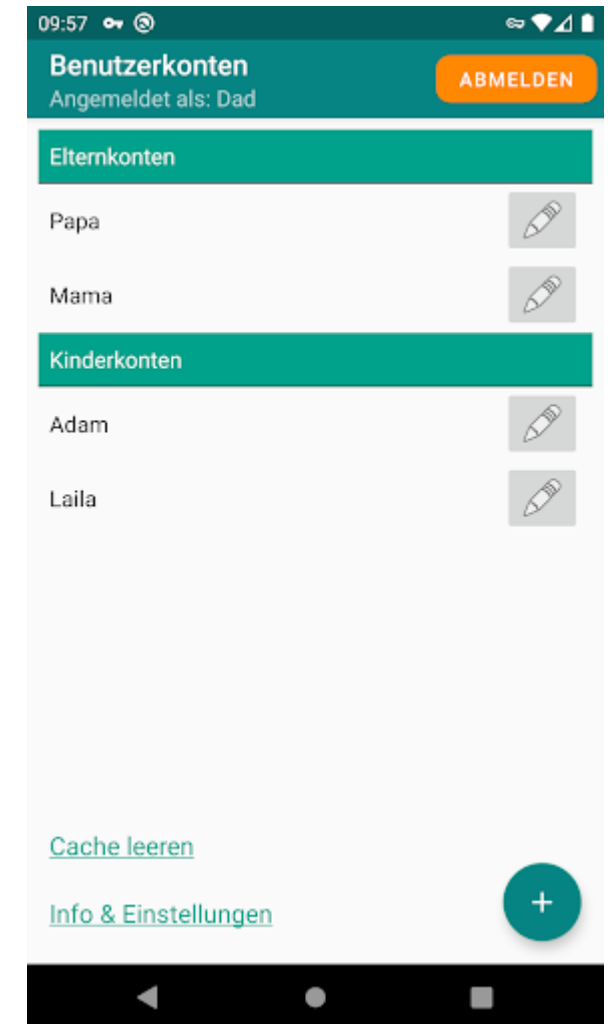 09:57
Benutzerkonten
Angemeldet als: Dad
ABMELDEN
Elternkonten
Papa
Mama
Kinderkonten
Adam
Laila
Cache leeren
Info & Einstellungen
+